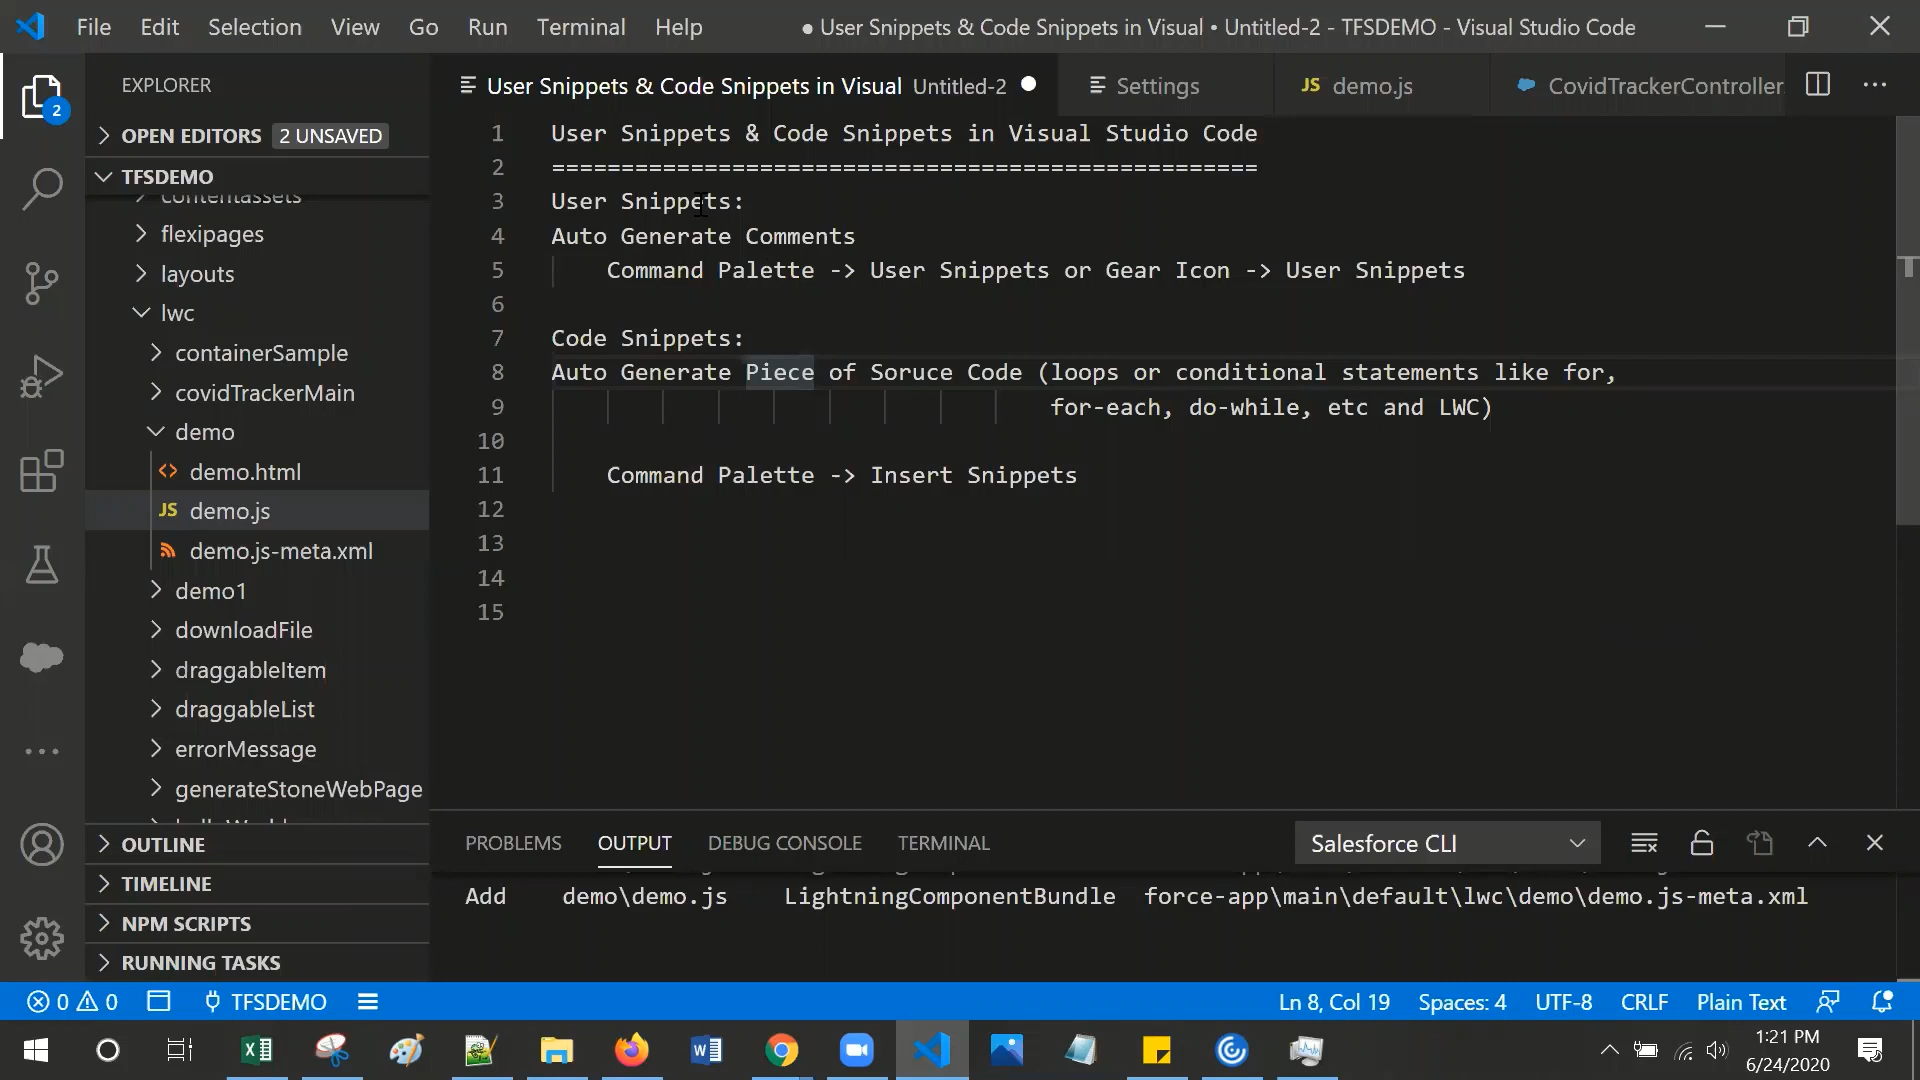 File Edit Selection View Go Run Terminal Help
● User Snippets & Code Snippets in Visual • Untitled-2 - TFSDEMO - Visual Studio Code
2
EXPLORER
OPEN EDITORS 2 UNSAVED
TFSDEMO
contentassets
flexipages
layouts
lwc
containerSample
covidTrackerMain
demo
<> demo.html
JS demo.js
demo.js-meta.xml
demo1
downloadFile
draggableItem
draggableList
errorMessage
generateStoneWebPage
OUTLINE
TIMELINE
NPM SCRIPTS
RUNNING TASKS
User Snippets & Code Snippets in Visual Untitled-2 Settings JS demo.js CovidTrackerController.
1 User Snippets & Code Snippets in Visual Studio Code
2 ===================================================
3 User Snippets:
4 Auto Generate Comments
5 Command Palette -> User Snippets or Gear Icon -> User Snippets
6
7 Code Snippets:
8 Auto Generate Piece of Soruce Code (loops or conditional statements like for,
9 for-each, do-while, etc and LWC)
10
11 Command Palette -> Insert Snippets
12
13
14
15
PROBLEMS OUTPUT DEBUG CONSOLE TERMINAL Salesforce CLI
Add demo\demo.js LightningComponentBundle force-app\main\default\lwc\demo\demo.js-meta.xml
0 0 TFSDEMO Ln 8, Col 19 Spaces: 4 UTF-8 CRLF Plain Text
1:21 PM
6/24/2020